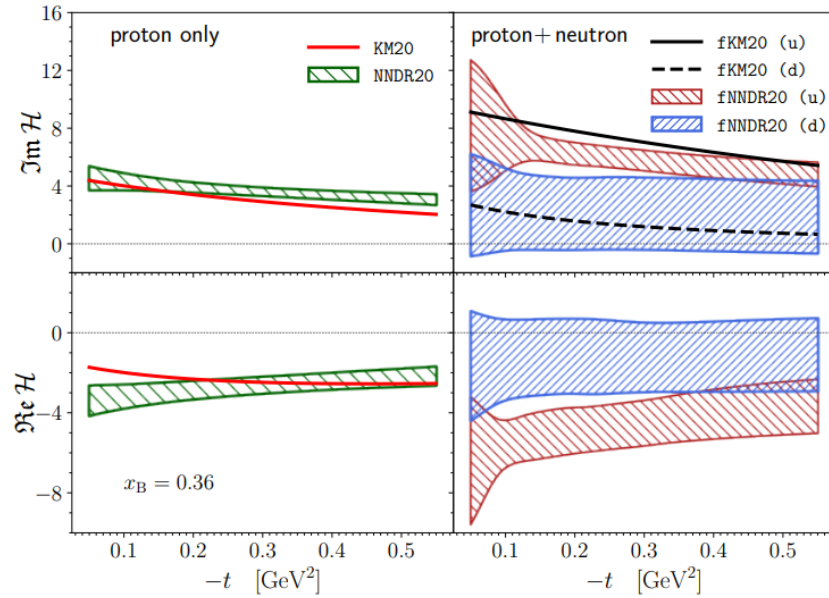 proton only
KM20
NNDR20
proton+neutron
fKM20 (u)
fKM20 (d)
fNNDR20 (u)
fNNDR20 (d)
16
12
8
4
0
ℑm ℋ
0
−4
−8
ℜe ℋ
x_B = 0.36
0.1 0.2 0.3 0.4 0.5
0.1 0.2 0.3 0.4 0.5
−t [GeV²]
−t [GeV²]